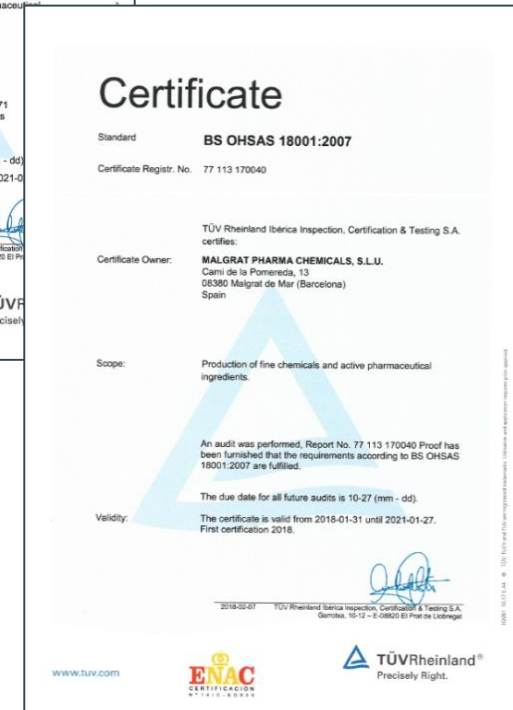 71
- dd)
Certificate
Standard
BS OHSAS 18001:2007
Certificate Registr. No.
77 113 170040
TÜV Rheinland Ibérica Inspection, Certification & Testing S.A.
certifies:
Certificate Owner:
MALGRAT PHARMA CHEMICALS, S.L.U.
Cami de la Pomereda, 13
08380 Malgrat de Mar (Barcelona)
Spain
Scope:
Production of fine chemicals and active pharmaceutical
ingredients.
An audit was performed, Report No. 77 113 170040 Proof has
been furnished that the requirements according to BS OHSAS
18001:2007 are fulfilled.
The due date for all future audits is 10-27 (mm - dd).
Validity:
The certificate is valid from 2018-01-31 until 2021-01-27.
First certification 2018.
2018-02-07
TÜV Rheinland Ibérica Inspection, Certification & Testing S.A.
Garrotxa, 10-12 – E-08820 El Prat de Llobregat
www.tuv.com
ENAC
CERTIFICACIÓN
TÜVRheinland®
Precisely Right.